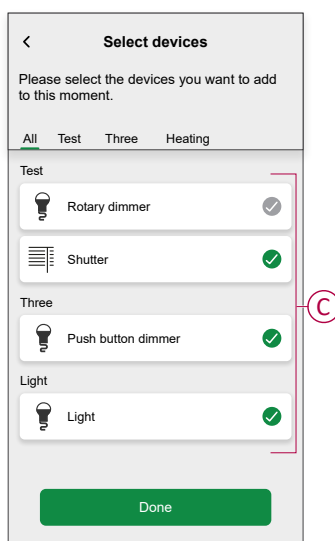 Select devices
Please select the devices you want to add
to this moment.
All Test Three Heating
Test
Rotary dimmer
Shutter
C
Three
Push button dimmer
Light
Light
Done